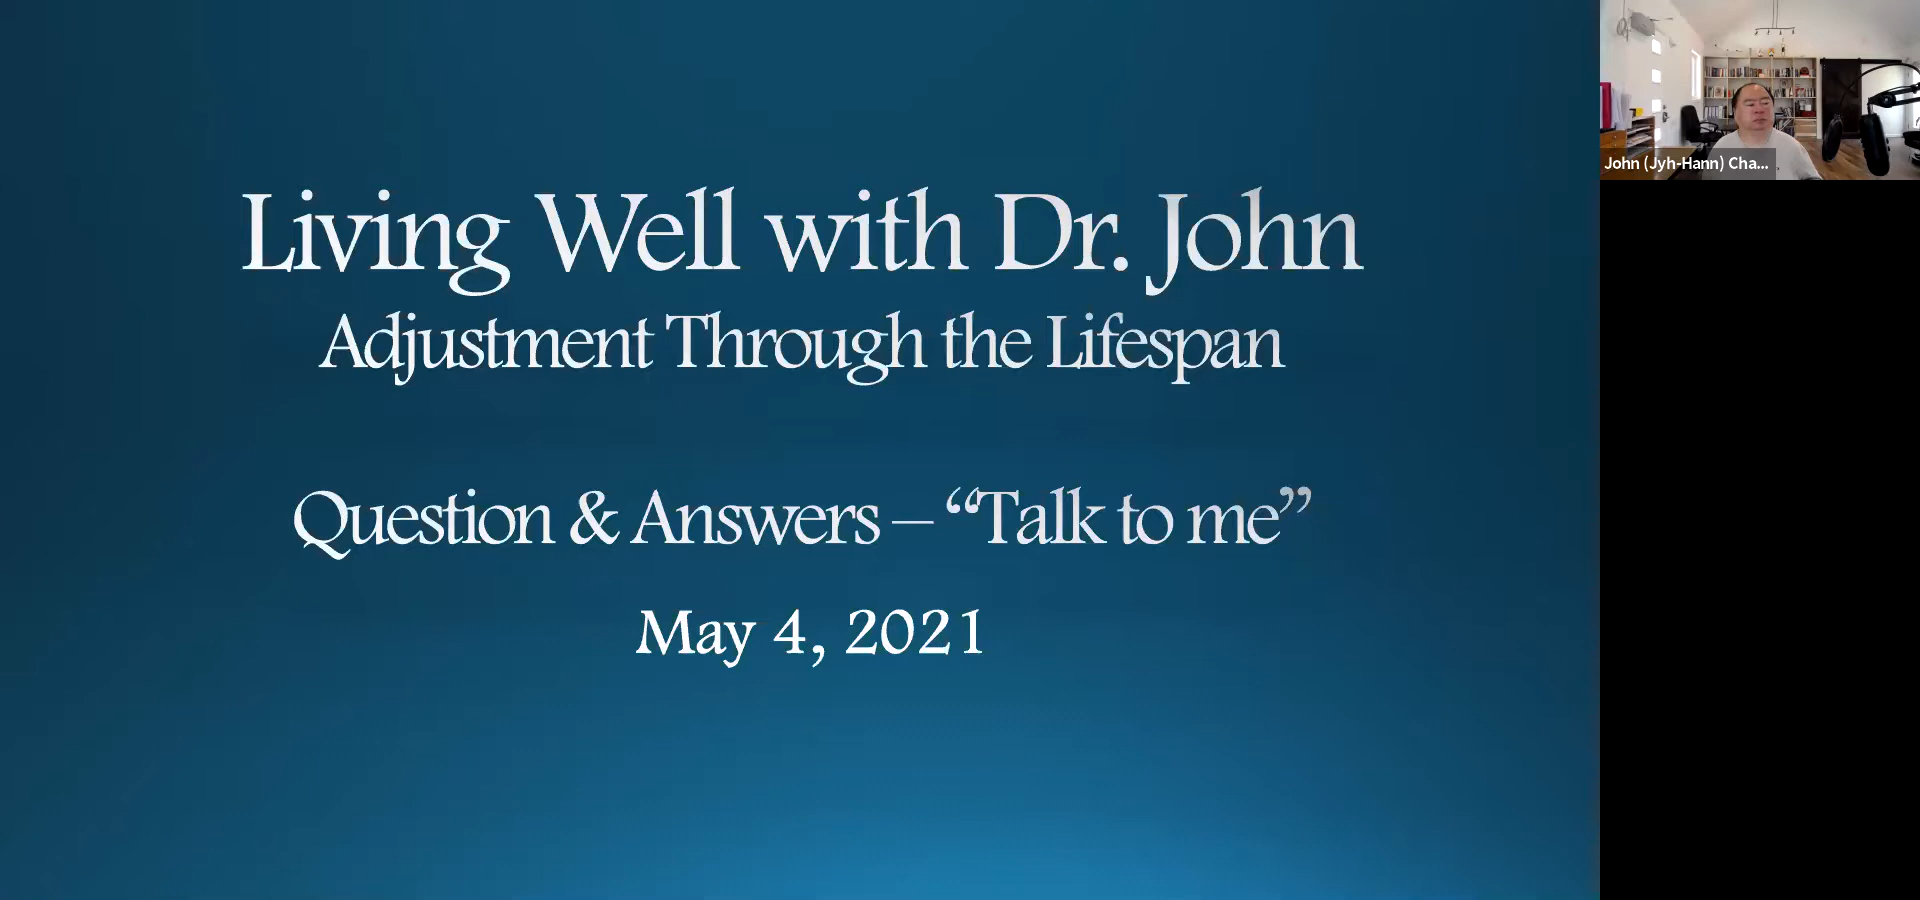 Living Well with Dr. John
Adjustment Through the Lifespan
Question & Answers – “Talk to me”
May 4, 2021
John (Jyh-Hann) Cha...